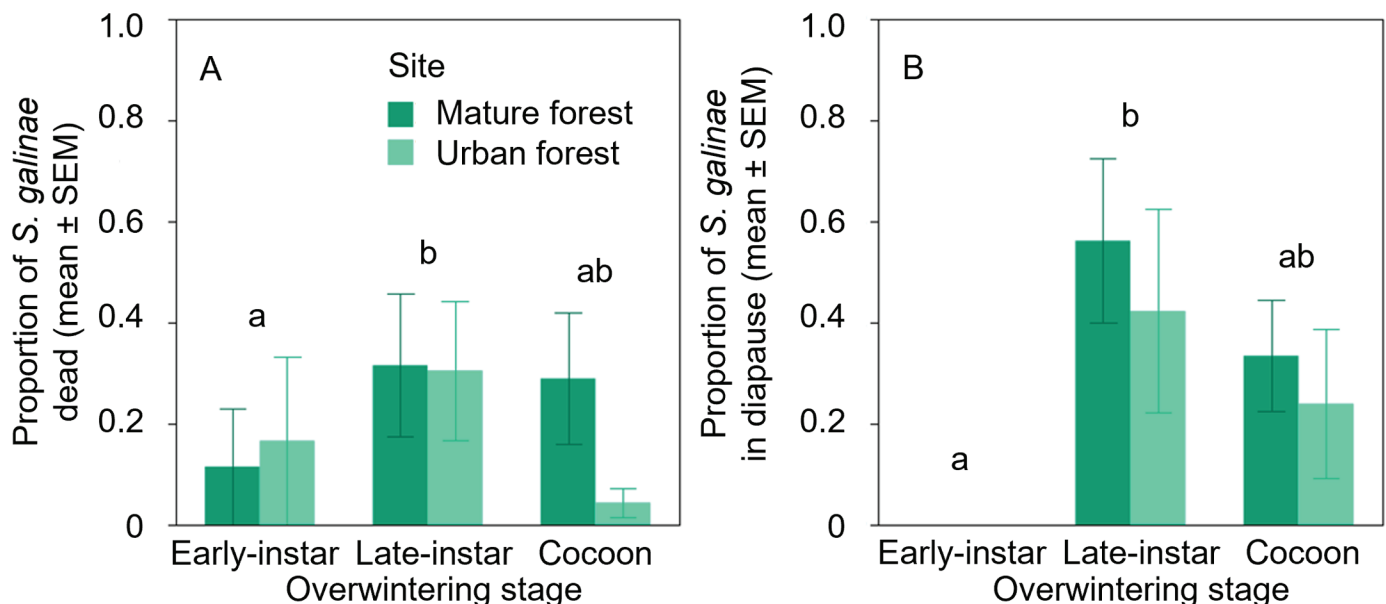 Proportion of S. galinae
dead (mean ± SEM)
1.0
0.8
0.6
0.4
0.2
0
A
Site
Mature forest
Urban forest
a
b
ab
Early-instar Late-instar Cocoon
Overwintering stage
Proportion of S. galinae
in diapause (mean ± SEM)
1.0
0.8
0.6
0.4
0.2
0
B
a
b
ab
Early-instar Late-instar Cocoon
Overwintering stage